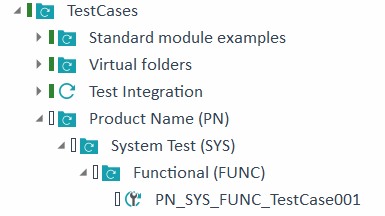 TestCases
Standard module examples
Virtual folders
Test Integration
Product Name (PN)
System Test (SYS)
Functional (FUNC)
PN_SYS_FUNC_TestCase001